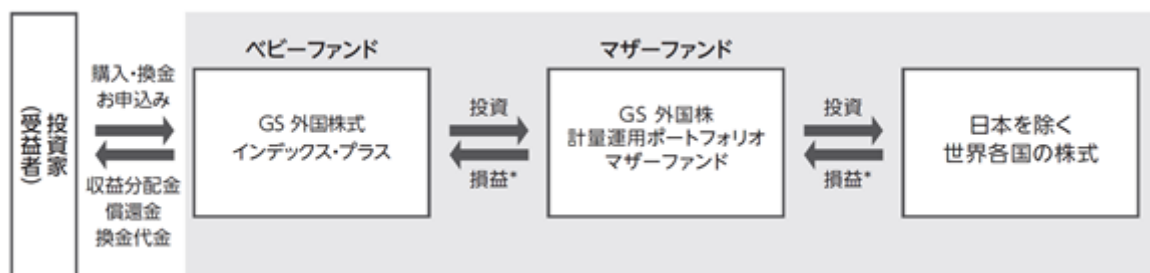 投資家
(受益者)
購入・換金
お申込み
収益分配金
償還金
換金代金
ベビーファンド
GS 外国株式
インデックス・プラス
投資
損益*
マザーファンド
GS 外国株
計量運用ポートフォリオ
マザーファンド
投資
損益*
日本を除く
世界各国の株式